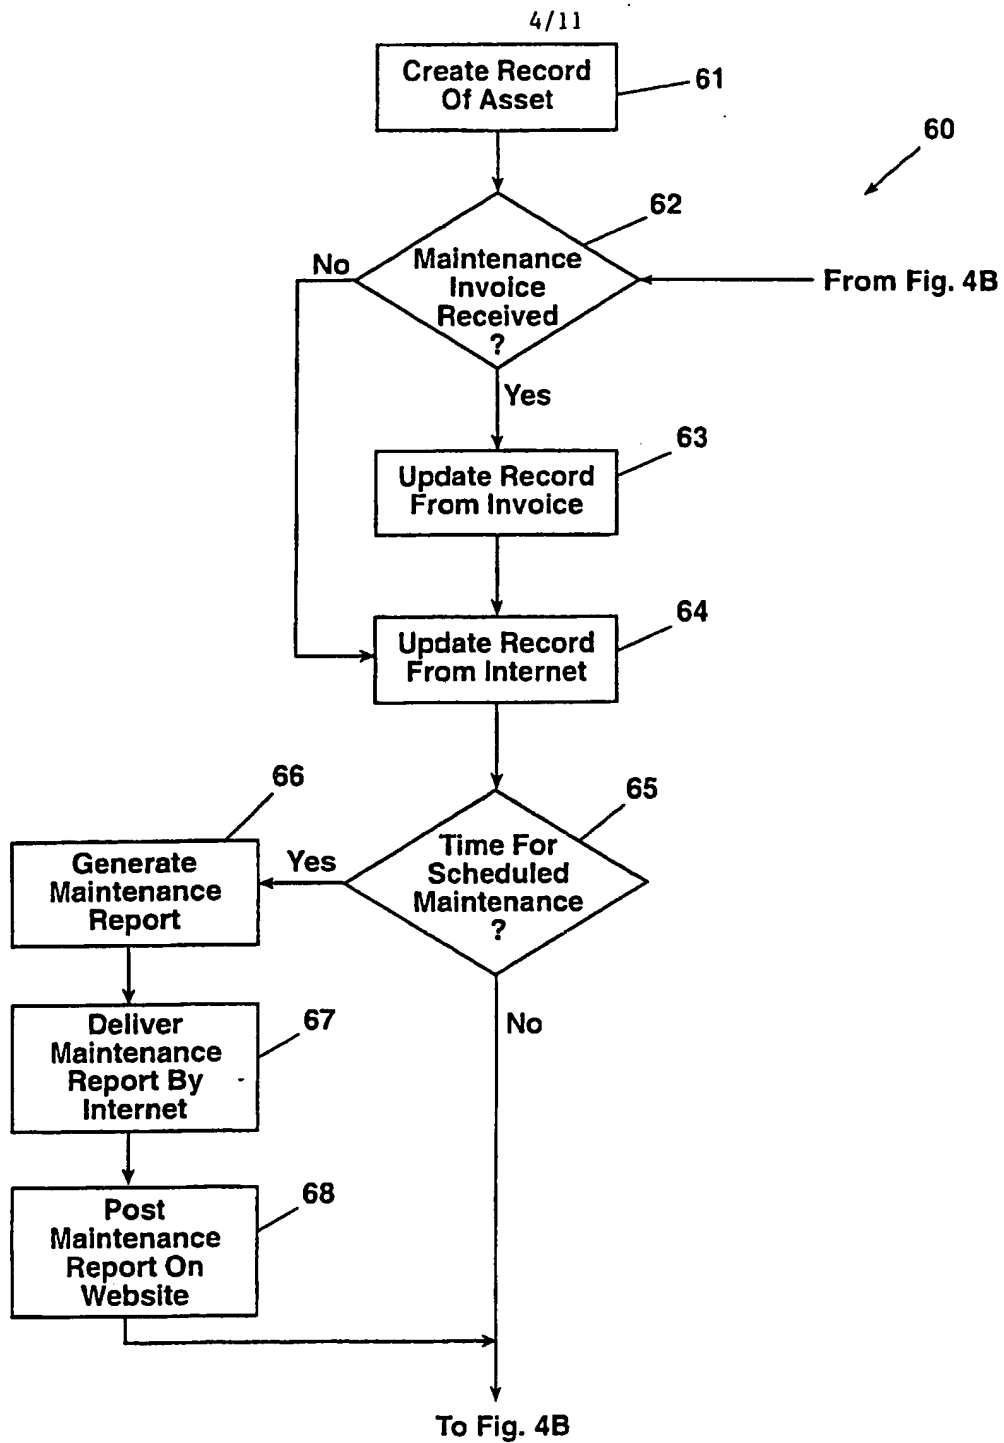 4/11
Create Record
Of Asset
61
60
62
No
Maintenance
Invoice
Received
?
From Fig. 4B
Yes
63
Update Record
From Invoice
64
Update Record
From Internet
66
65
Generate
Maintenance
Report
Yes
Time For
Scheduled
Maintenance
?
No
67
Deliver
Maintenance
Report By
Internet
68
Post
Maintenance
Report On
Website
To Fig. 4B